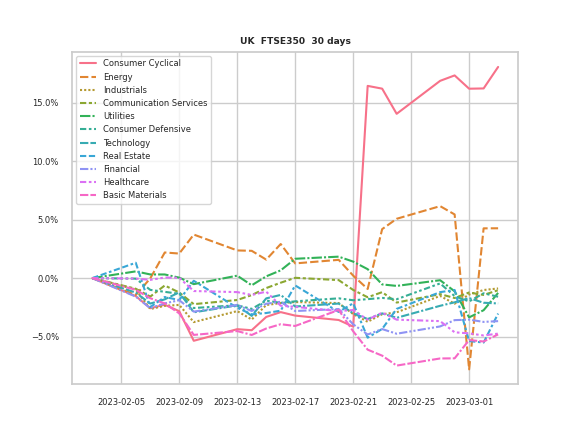 UK  FTSE350  30 days
Consumer Cyclical
Energy
Industrials
Communication Services
Utilities
Consumer Defensive
Technology
Real Estate
Financial
Healthcare
Basic Materials
15.0%
10.0%
5.0%
0.0%
−5.0%
2023-02-05
2023-02-09
2023-02-13
2023-02-17
2023-02-21
2023-02-25
2023-03-01